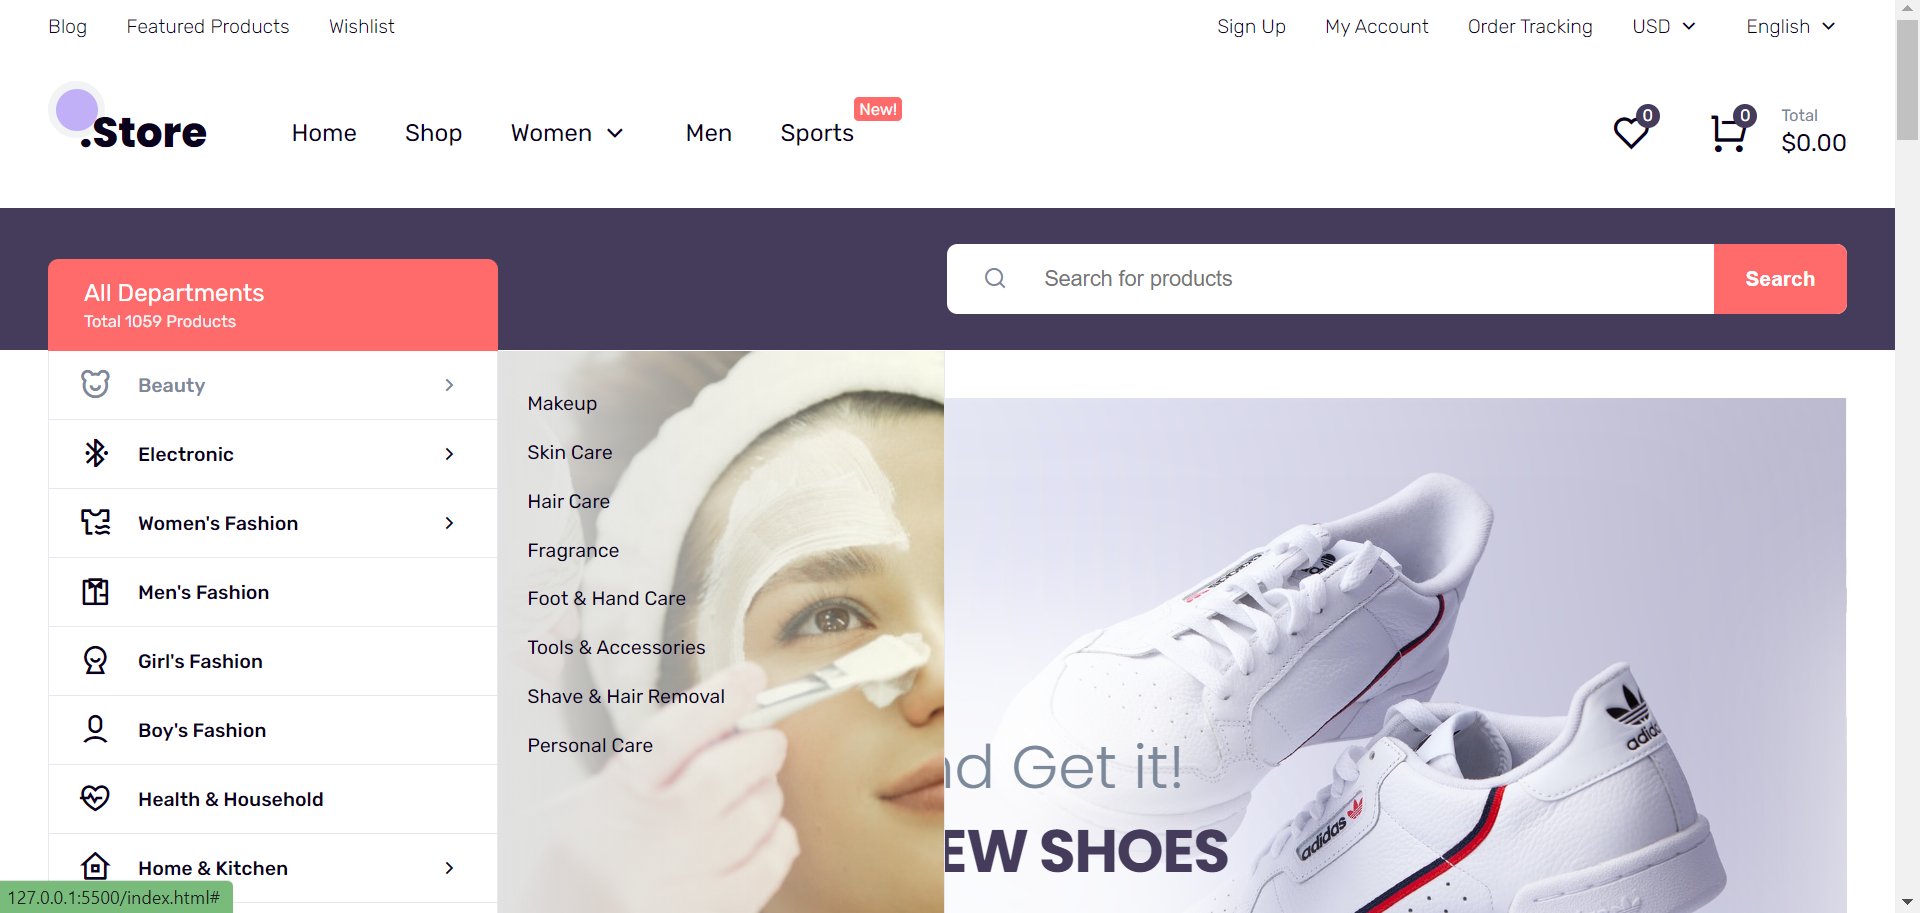 Blog Featured Products Wishlist Sign Up My Account Order Tracking USD English
.Store Home Shop Women Men Sports New! 0 0 Total
$0.00
Search for products Search
All Departments
Total 1059 Products
Beauty
Electronic
Women's Fashion
Men's Fashion
Girl's Fashion
Boy's Fashion
Health & Household
Home & Kitchen
Makeup
Skin Care
Hair Care
Fragrance
Foot & Hand Care
Tools & Accessories
Shave & Hair Removal
Personal Care
nd Get it!
EW SHOES
adidas
adidas
127.0.0.1:5500/index.html#